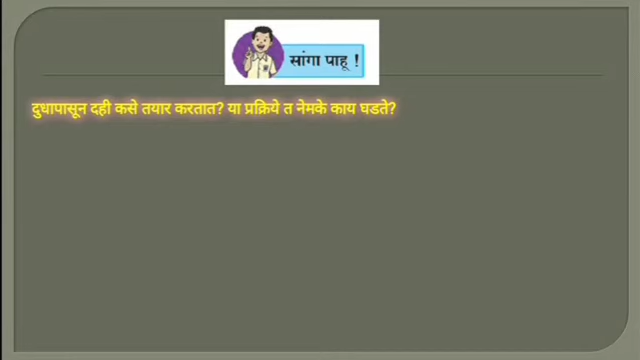 सांगा पाहू !
दुधापासून दही कसे तयार करतात? या प्रक्रिये त नेमके काय घडते?